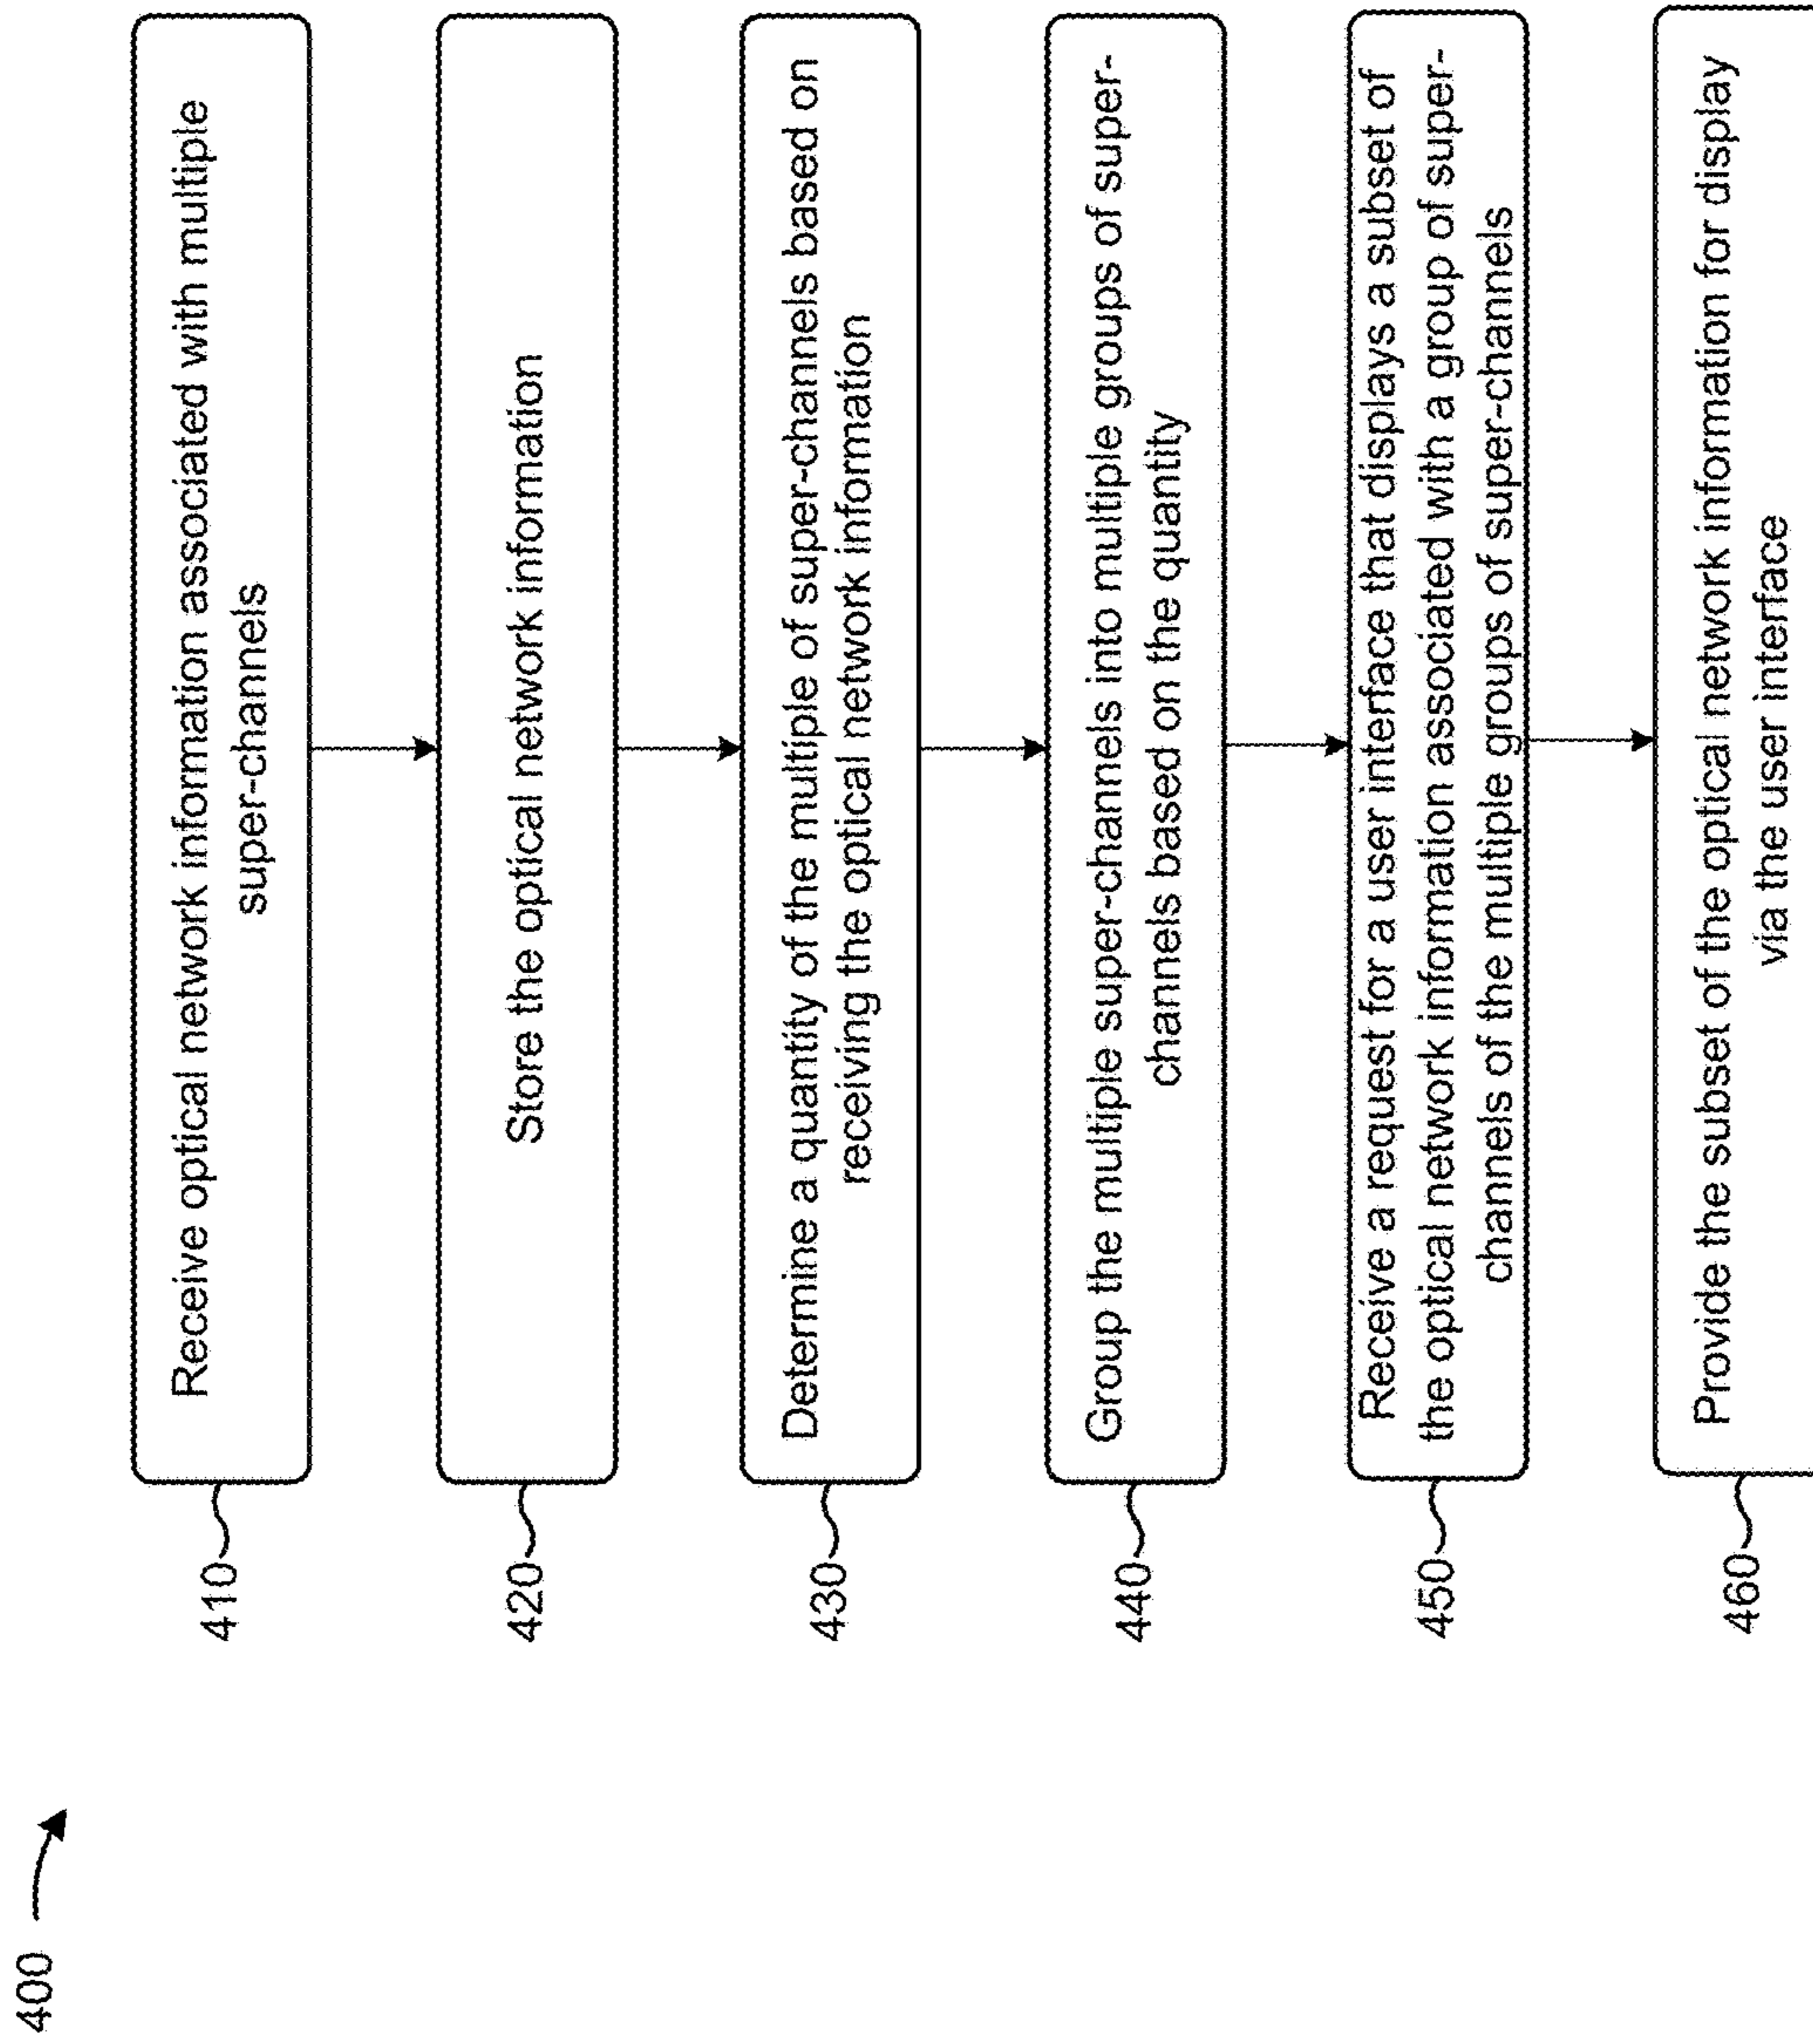 400
410
Receive optical network information associated with multiple
super-channels
420
Store the optical network information
430
Determine a quantity of the multiple of super-channels based on
receiving the optical network information
440
Group the multiple super-channels into multiple groups of super-
channels based on the quantity
450
Receive a request for a user interface that displays a subset of
the optical network information associated with a group of super-
channels of the multiple groups of super-channels
460
Provide the subset of the optical network information for display
via the user interface